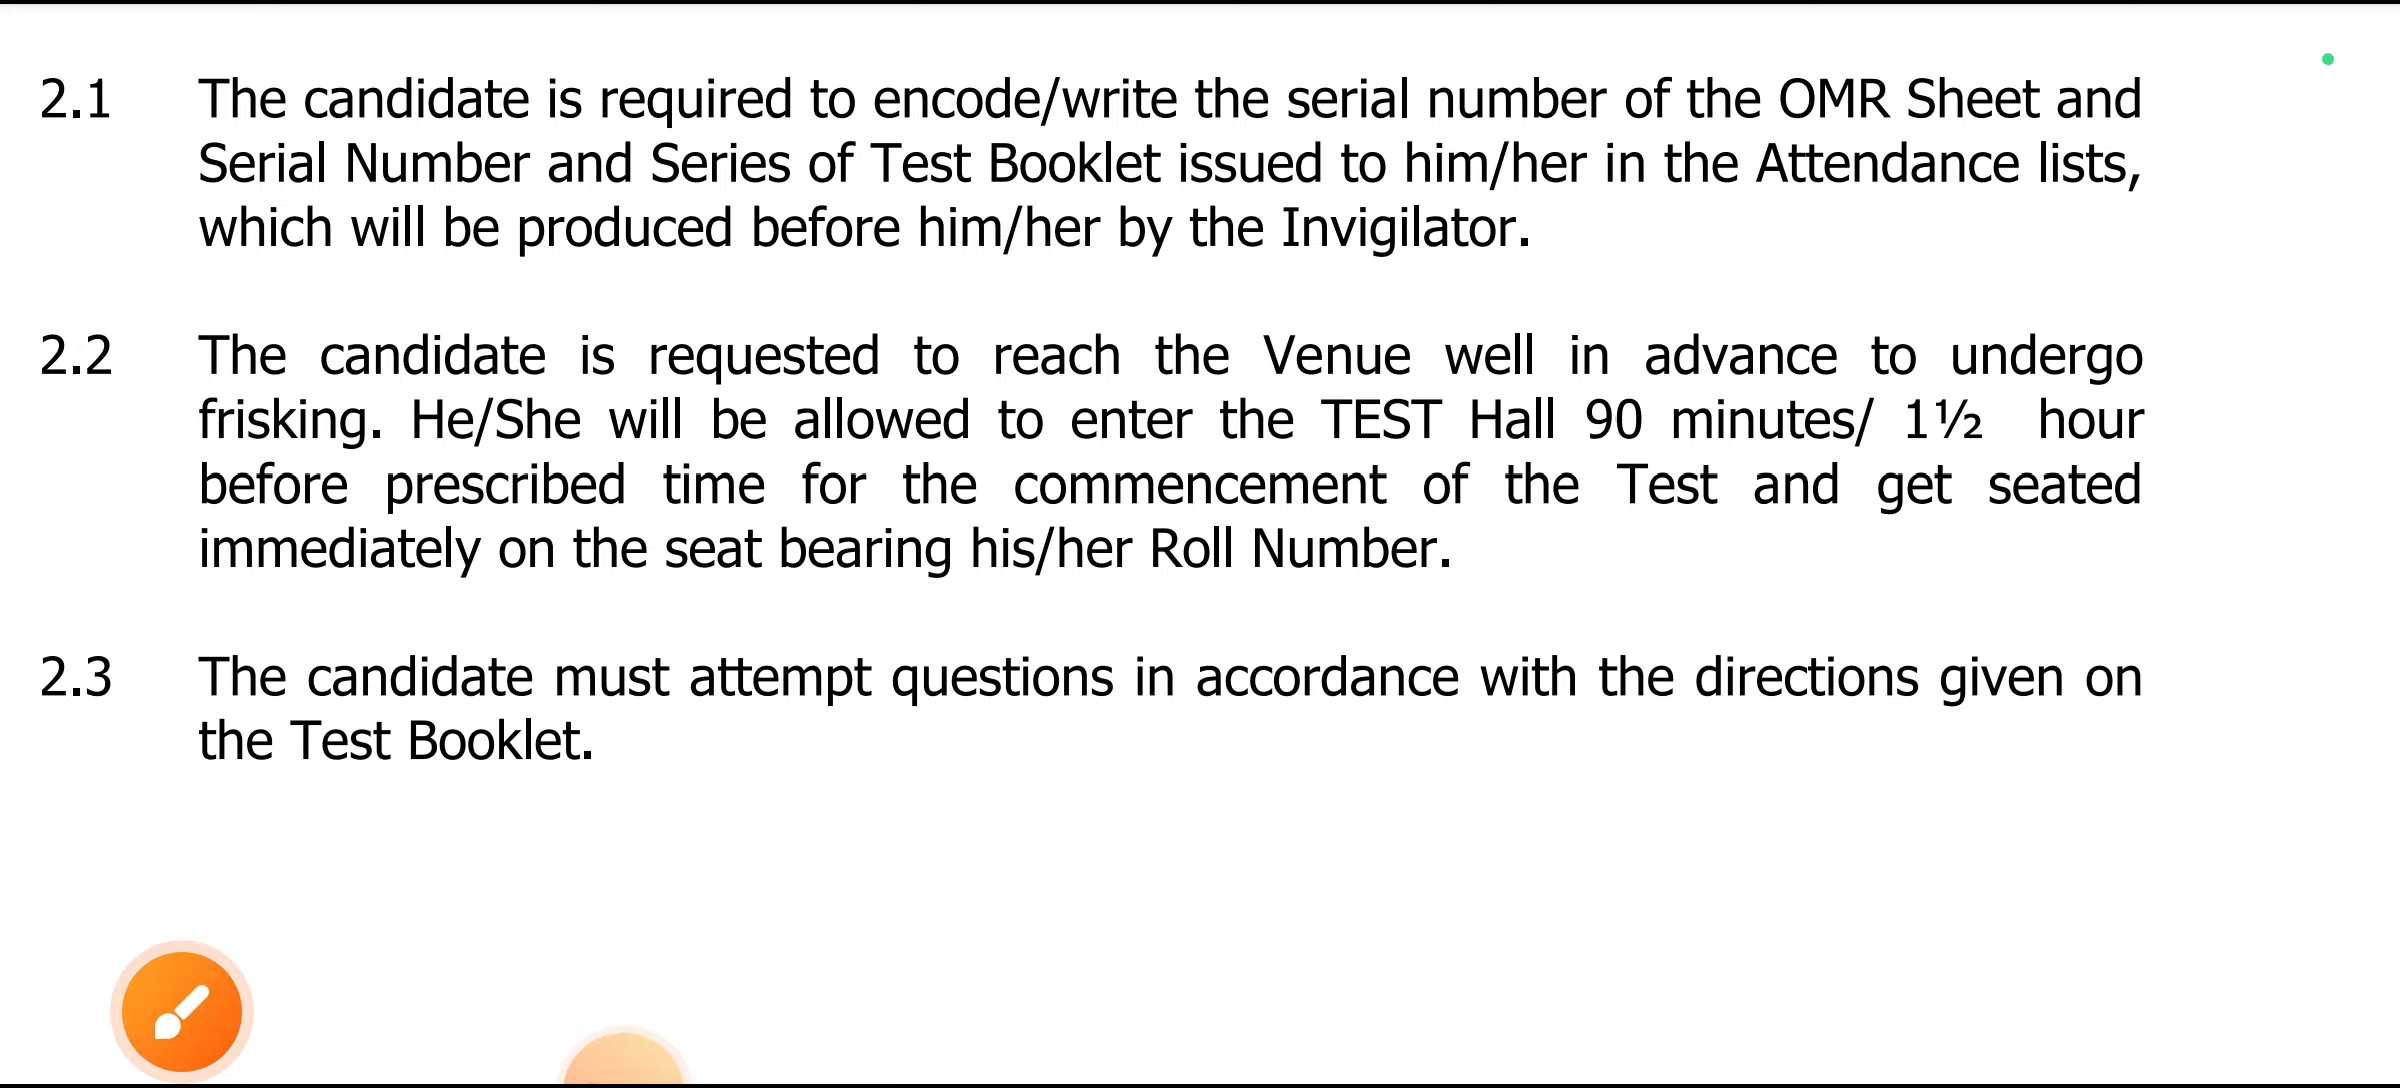 2.1 The candidate is required to encode/write the serial number of the OMR Sheet and
Serial Number and Series of Test Booklet issued to him/her in the Attendance lists,
which will be produced before him/her by the Invigilator.
2.2 The candidate is requested to reach the Venue well in advance to undergo
frisking. He/She will be allowed to enter the TEST Hall 90 minutes/ 1½ hour
before prescribed time for the commencement of the Test and get seated
immediately on the seat bearing his/her Roll Number.
2.3 The candidate must attempt questions in accordance with the directions given on
the Test Booklet.